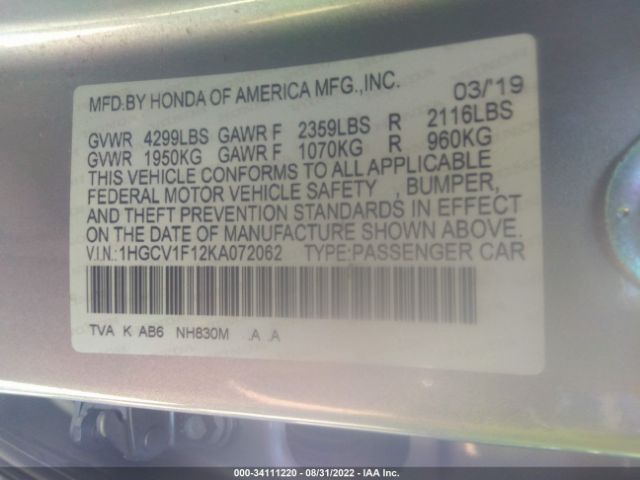 MFD.BY HONDA OF AMERICA MFG.,INC. 03/'19
GVWR 4299LBS GAWR F 2359LBS R 2116LBS
GVWR 1950KG GAWR F 1070KG R 960KG
THIS VEHICLE CONFORMS TO ALL APPLICABLE
FEDERAL MOTOR VEHICLE SAFETY , BUMPER,
AND THEFT PREVENTION STANDARDS IN EFFECT
ON THE DATE OF MANUFACTURE SHOWN ABOVE.
V.I.N.:1HGCV1F12KA072062 TYPE:PASSENGER CAR
TVA K AB6 NH830M .A .A
000-34111220 - 08/31/2022 - IAA Inc.